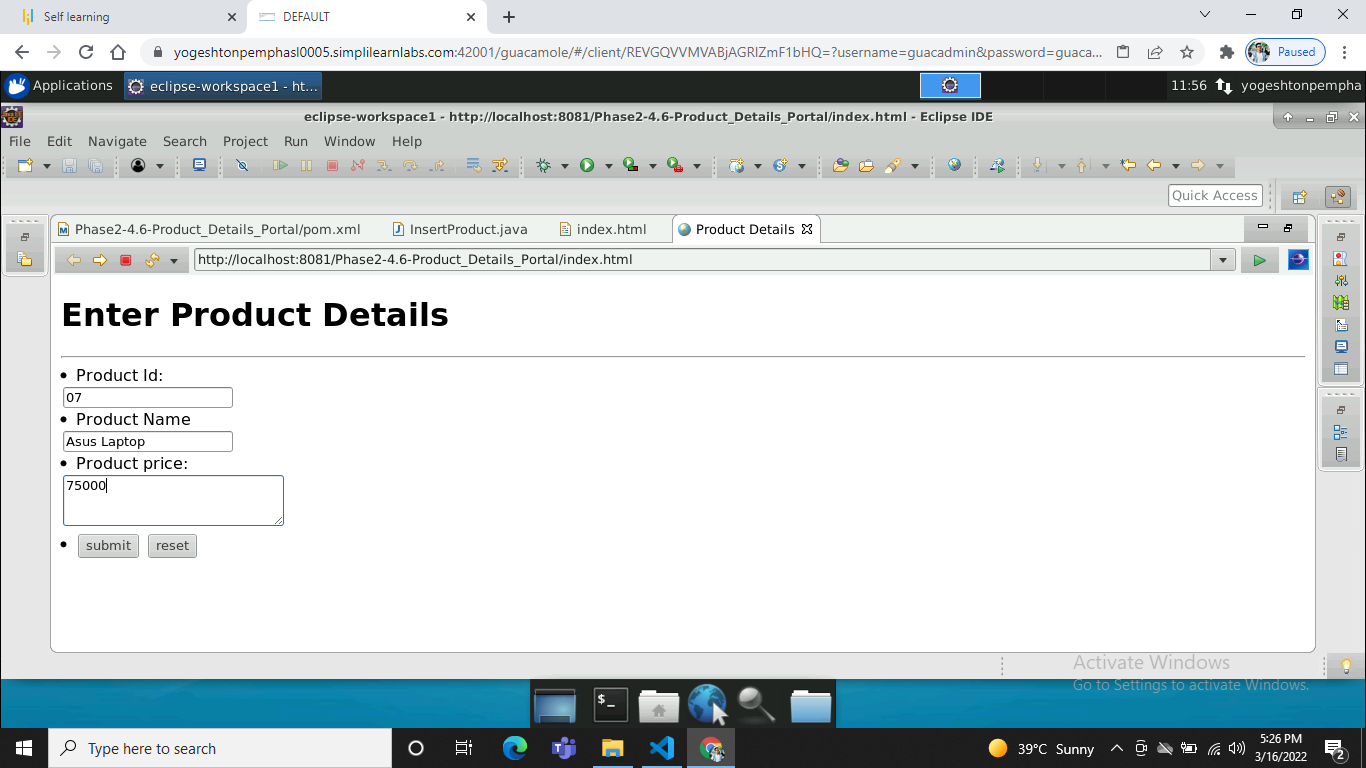 Self learning
DEFAULT
yogeshtonpemphasl0005.simplilearnlabs.com:42001/guacamole/#/client/REVGQVVMVABjAGRIZmF1bHQ=?username=guacadmin&password=guaca...
Paused
Applications
eclipse-workspace1 - ht...
11:56
yogeshtonpempha
eclipse-workspace1 - http://localhost:8081/Phase2-4.6-Product_Details_Portal/index.html - Eclipse IDE
File Edit Navigate Search Project Run Window Help
Quick Access
Phase2-4.6-Product_Details_Portal/pom.xml
InsertProduct.java
index.html
Product Details
http://localhost:8081/Phase2-4.6-Product_Details_Portal/index.html
Enter Product Details
• Product Id:
07
• Product Name
Asus Laptop
• Product price:
75000
• submit reset
Activate Windows
Go to Settings to activate Windows.
Type here to search
39°C Sunny
5:26 PM
3/16/2022
2